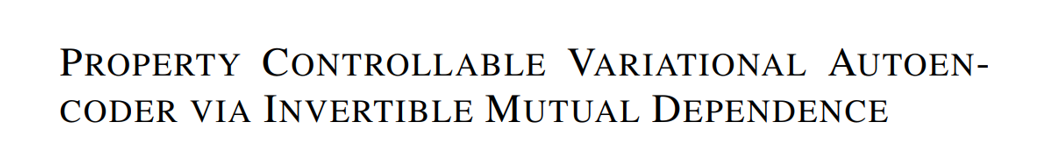 PROPERTY CONTROLLABLE VARIATIONAL AUTOEN-
CODER VIA INVERTIBLE MUTUAL DEPENDENCE